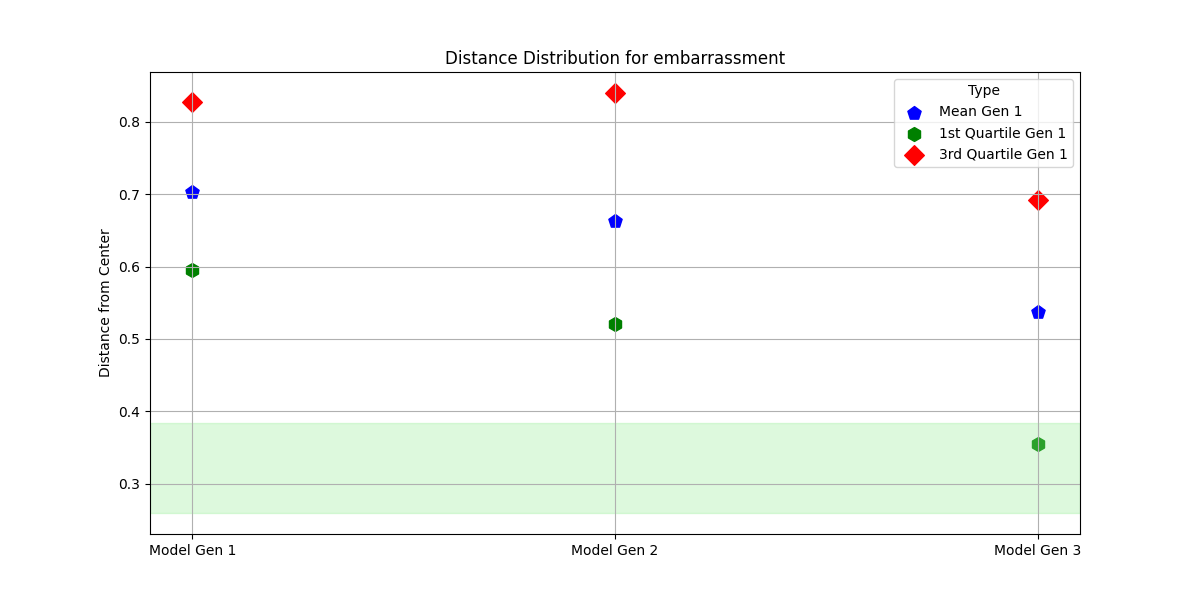 Distance Distribution for embarrassment
Type
Mean Gen 1
1st Quartile Gen 1
3rd Quartile Gen 1
Distance from Center
0.8
0.7
0.6
0.5
0.4
0.3
Model Gen 1
Model Gen 2
Model Gen 3